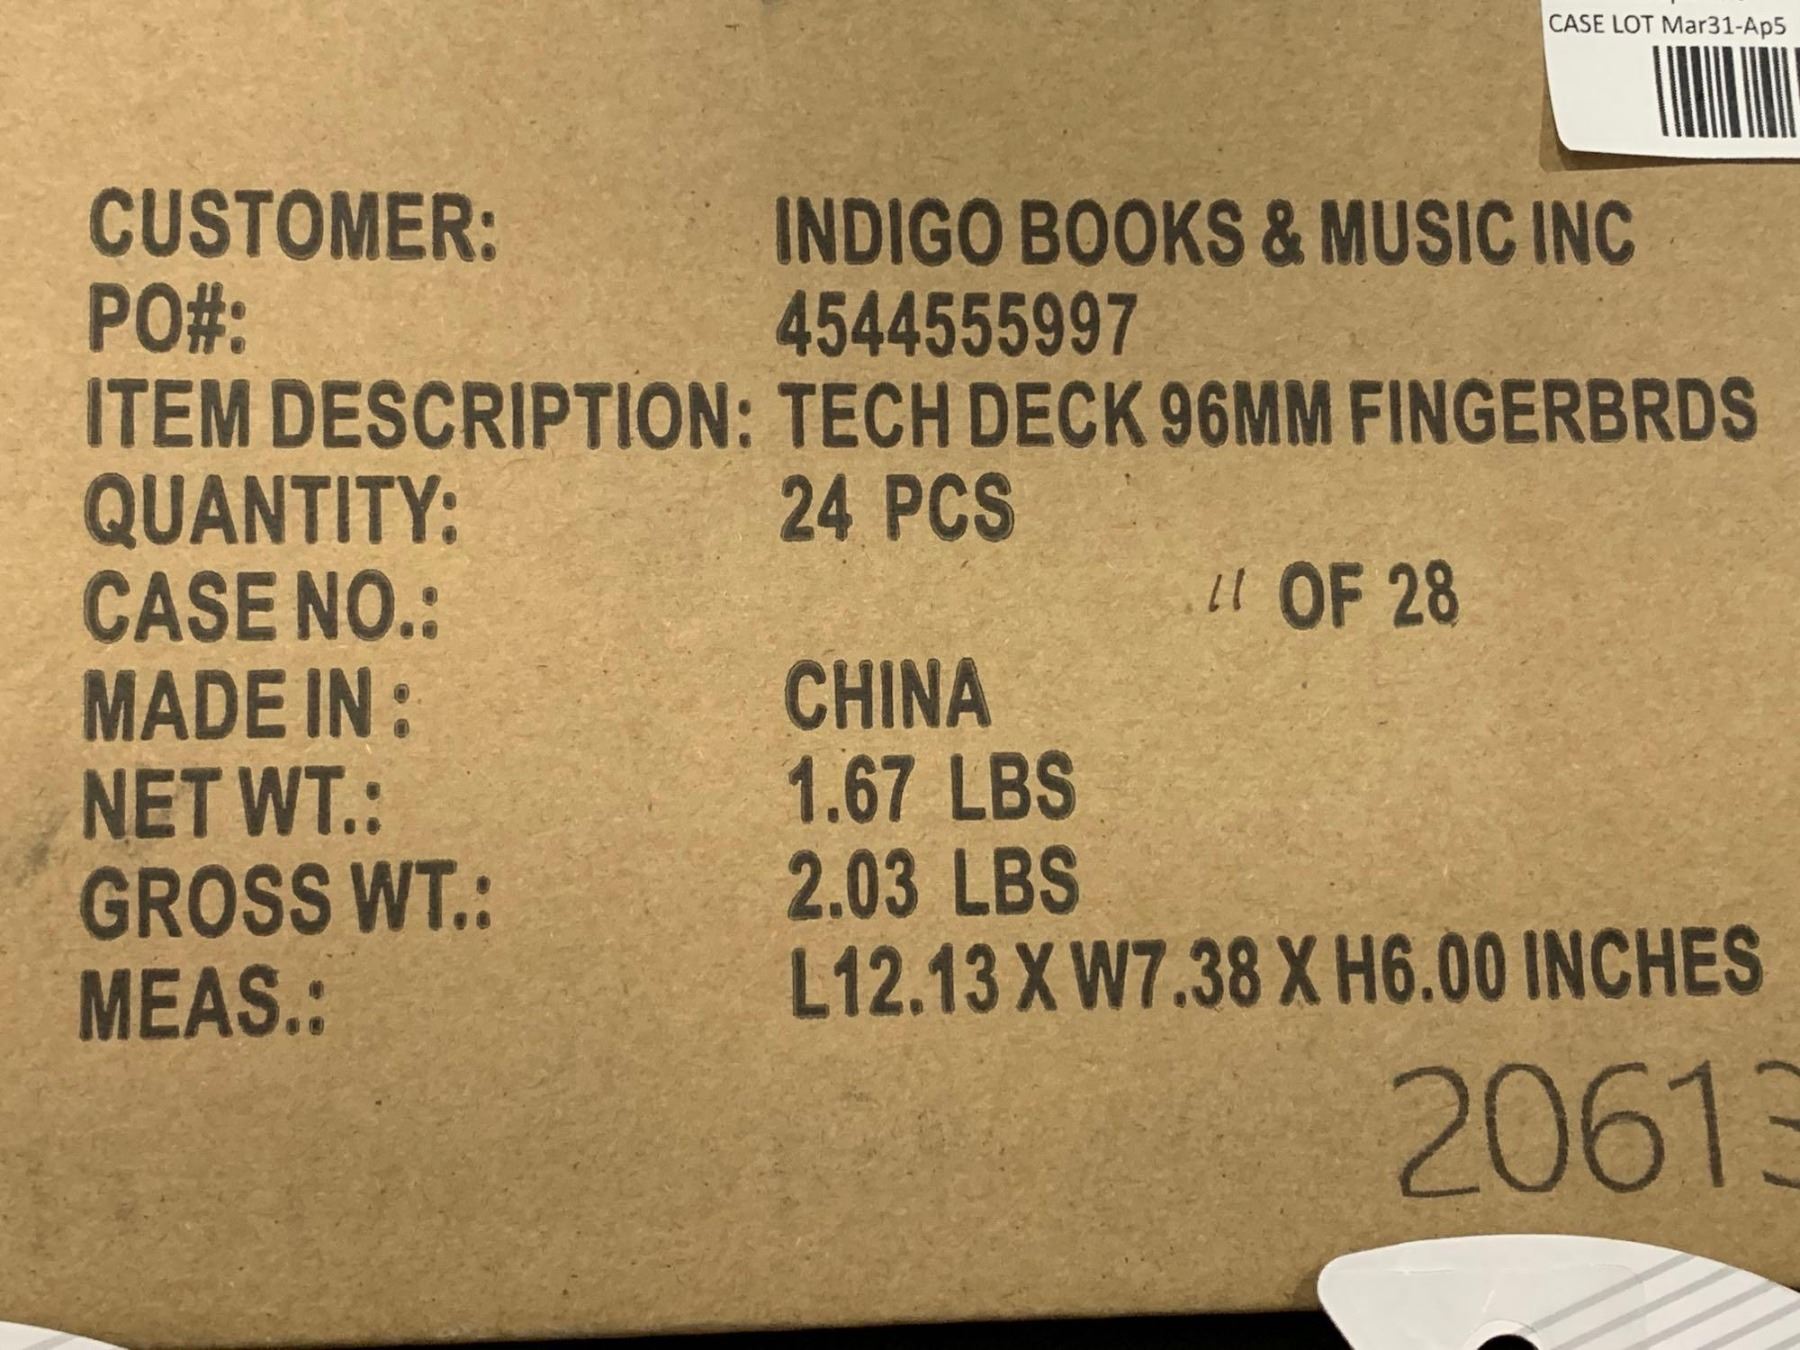 CASE LOT Mar31-Ap5
CUSTOMER: INDIGO BOOKS & MUSIC INC
PO#: 4544555997
ITEM DESCRIPTION: TECH DECK 96MM FINGERBRDS
QUANTITY: 24 PCS
CASE NO.: 11 OF 28
MADE IN : CHINA
NET WT.: 1.67 LBS
GROSS WT.: 2.03 LBS
MEAS.: L12.13 X W7.38 X H6.00 INCHES
20613